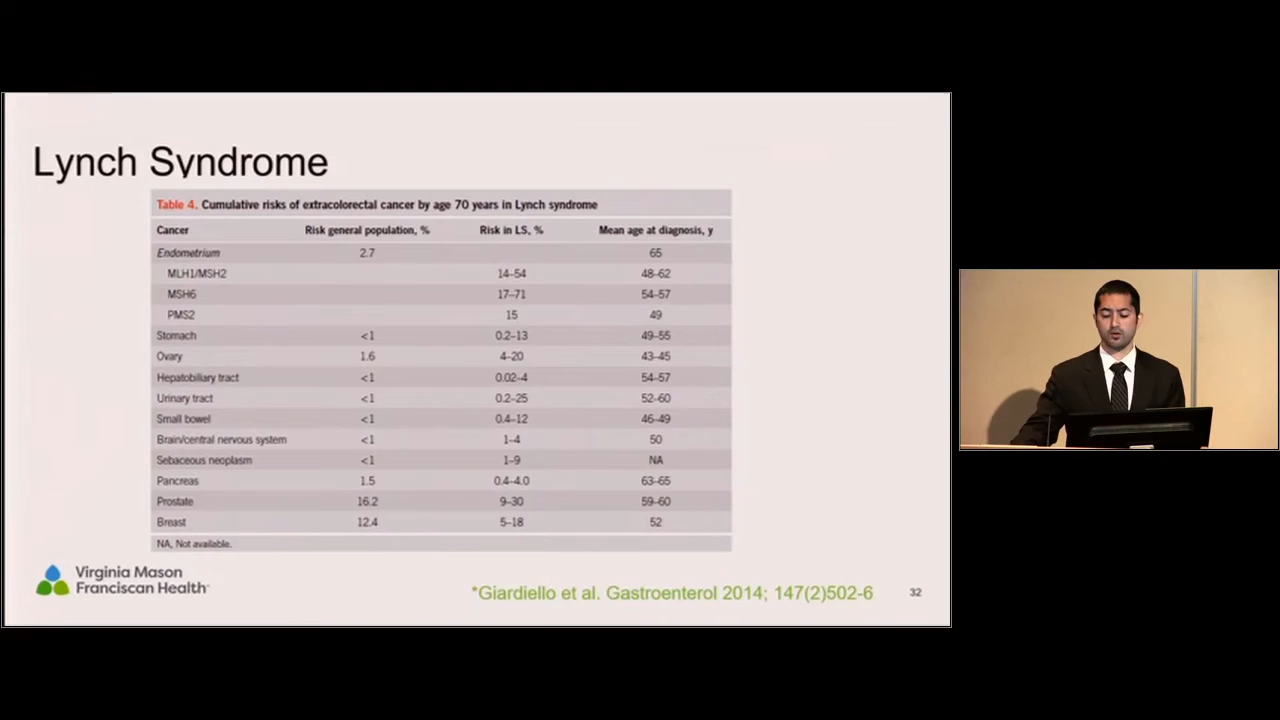 Lynch Syndrome
Table 4. Cumulative risks of extracolorectal cancer by age 70 years in Lynch syndrome
Cancer Risk general population, % Risk in LS, % Mean age at diagnosis, y
Endometrium 2.7 65
MLH1/MSH2 14–54 48–62
MSH6 17–71 54–57
PMS2 15 49
Stomach <1 0.2–13 49–55
Ovary 1.6 4–20 43–45
Hepatobiliary tract <1 0.02–4 54–57
Urinary tract <1 0.2–25 52–60
Small bowel <1 0.4–12 46–49
Brain/central nervous system <1 1–4 50
Sebaceous neoplasm <1 1–9 NA
Pancreas 1.5 0.4–4.0 63–65
Prostate 16.2 9–30 59–60
Breast 12.4 5–18 52
NA, Not available.
Virginia Mason
Franciscan Health
*Giardiello et al. Gastroenterol 2014; 147(2)502-6
32